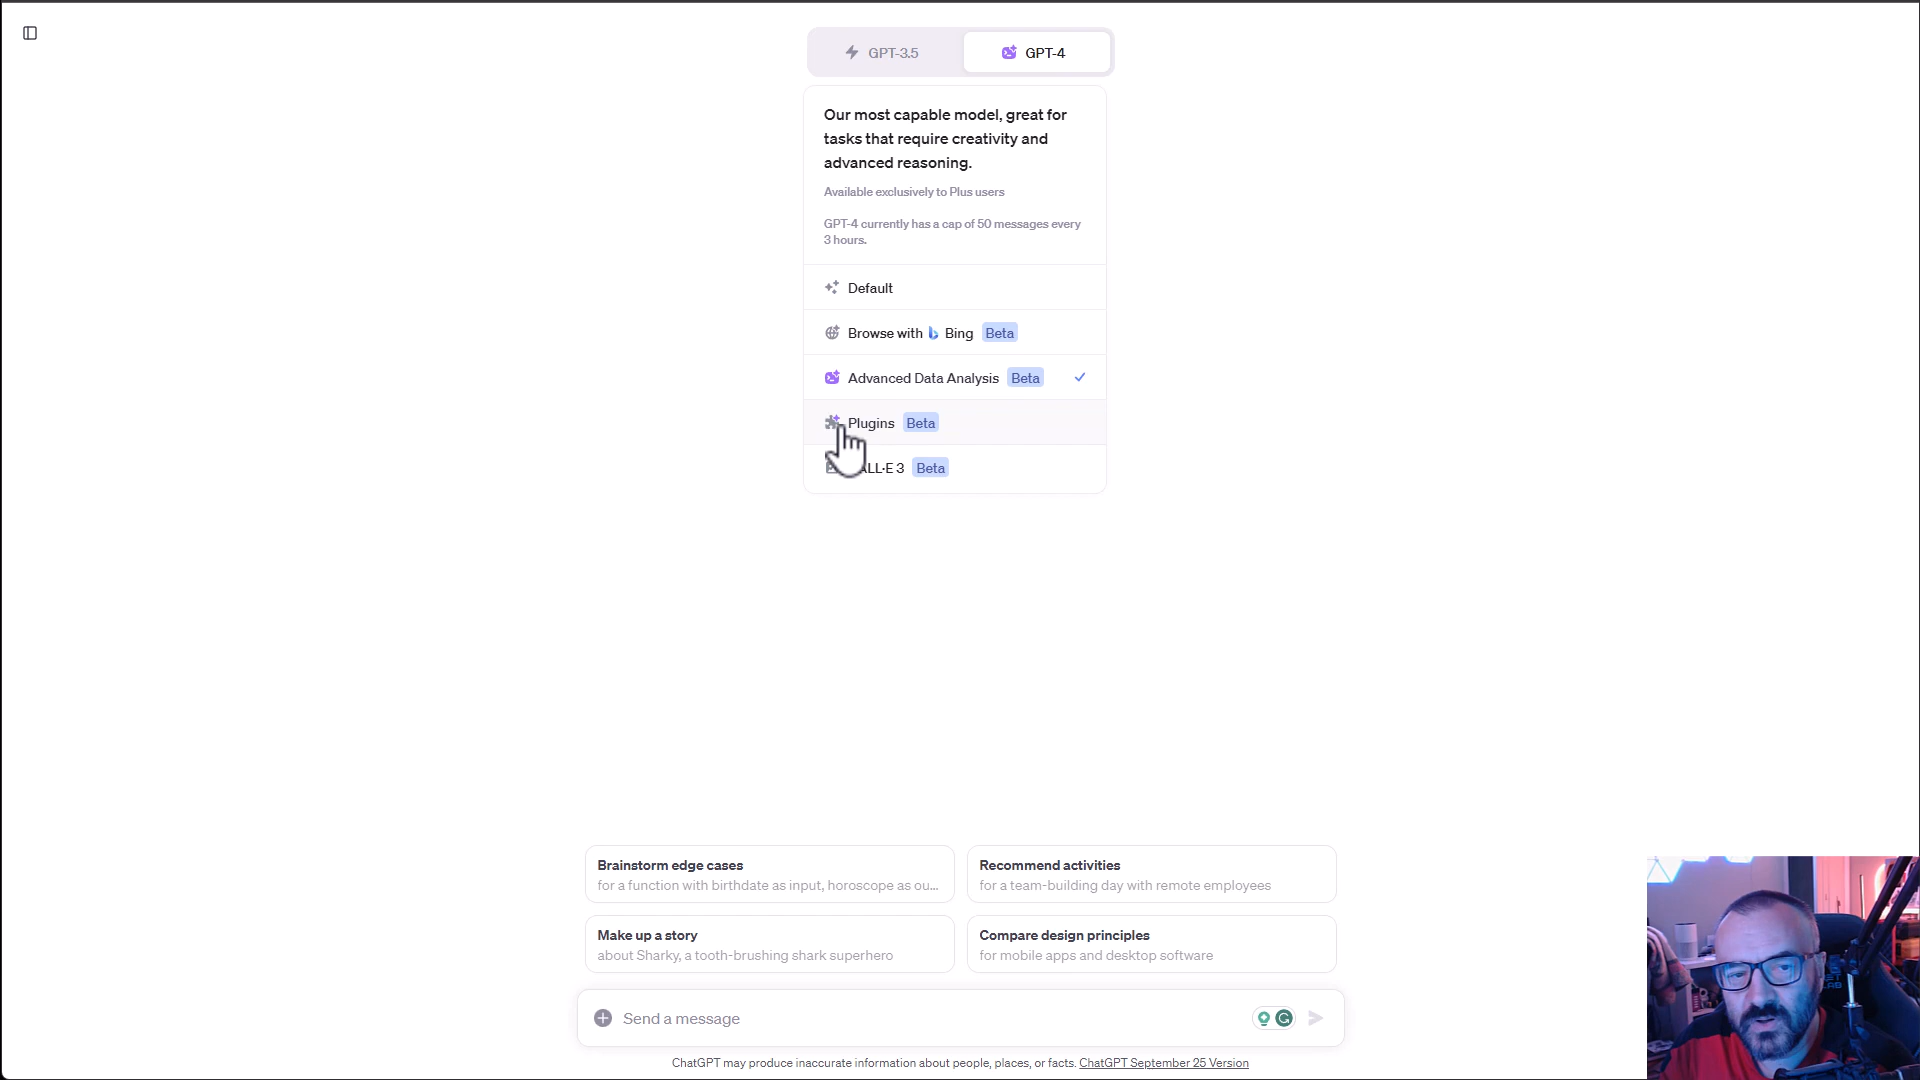 GPT-3.5
GPT-4
Our most capable model, great for
tasks that require creativity and
advanced reasoning.
Available exclusively to Plus users
GPT-4 currently has a cap of 50 messages every
3 hours.
Default
Browse with Bing Beta
Advanced Data Analysis Beta
Plugins Beta
ALL·E 3 Beta
Brainstorm edge cases
for a function with birthdate as input, horoscope as ou...
Recommend activities
for a team-building day with remote employees
Make up a story
about Sharky, a tooth-brushing shark superhero
Compare design principles
for mobile apps and desktop software
Send a message
ChatGPT may produce inaccurate information about people, places, or facts. ChatGPT September 25 Version